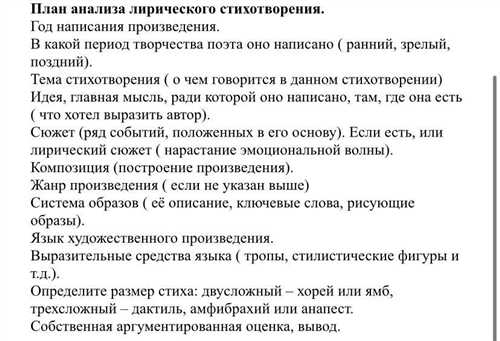 План анализа лирического стихотворения.
Год написания произведения.
В какой период творчества поэта оно написано ( ранний, зрелый,
поздний).
Тема стихотворения ( о чем говорится в данном стихотворении)
Идея, главная мысль, ради которой оно написано, там, где она есть
( что хотел выразить автор).
Сюжет (ряд событий, положенных в его основу). Если есть, или
лирический сюжет ( нарастание эмоциональной волны).
Композиция (построение произведения).
Жанр произведения ( если не указан выше)
Система образов ( её описание, ключевые слова, рисующие
образы).
Язык художественного произведения.
Выразительные средства языка ( тропы, стилистические фигуры и
т.д.).
Определите размер стиха: двусложный – хорей или ямб,
трехсложный – дактиль, амфибрахий или анапест.
Собственная аргументированная оценка, вывод.